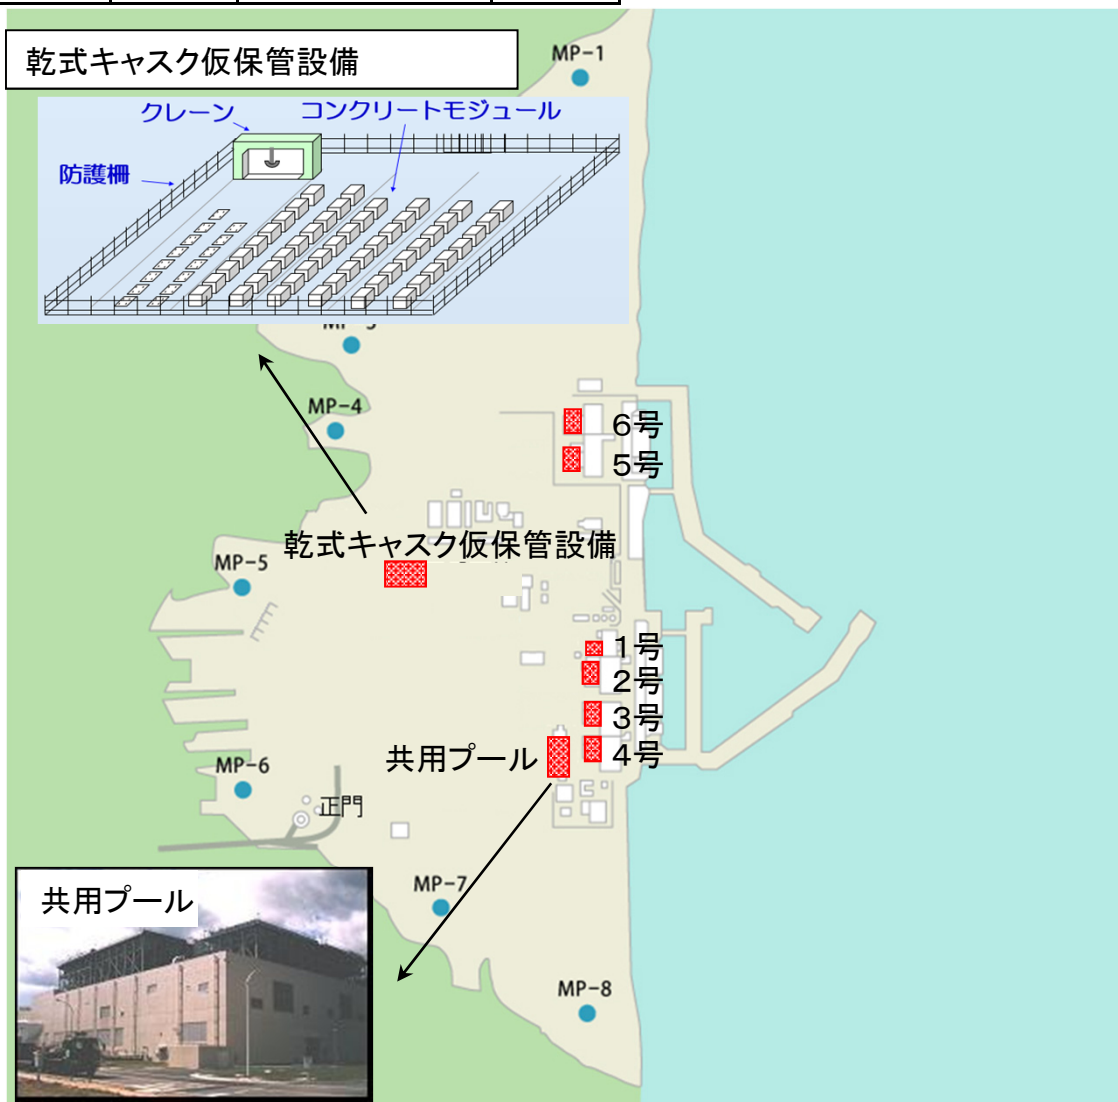 乾式キャスク仮保管設備
MP-1
クレーン
コンクリートモジュール
防護柵
MP-4
6号
5号
乾式キャスク仮保管設備
MP-5
1号
2号
3号
4号
共用プール
MP-6
正門
共用プール
MP-7
MP-8